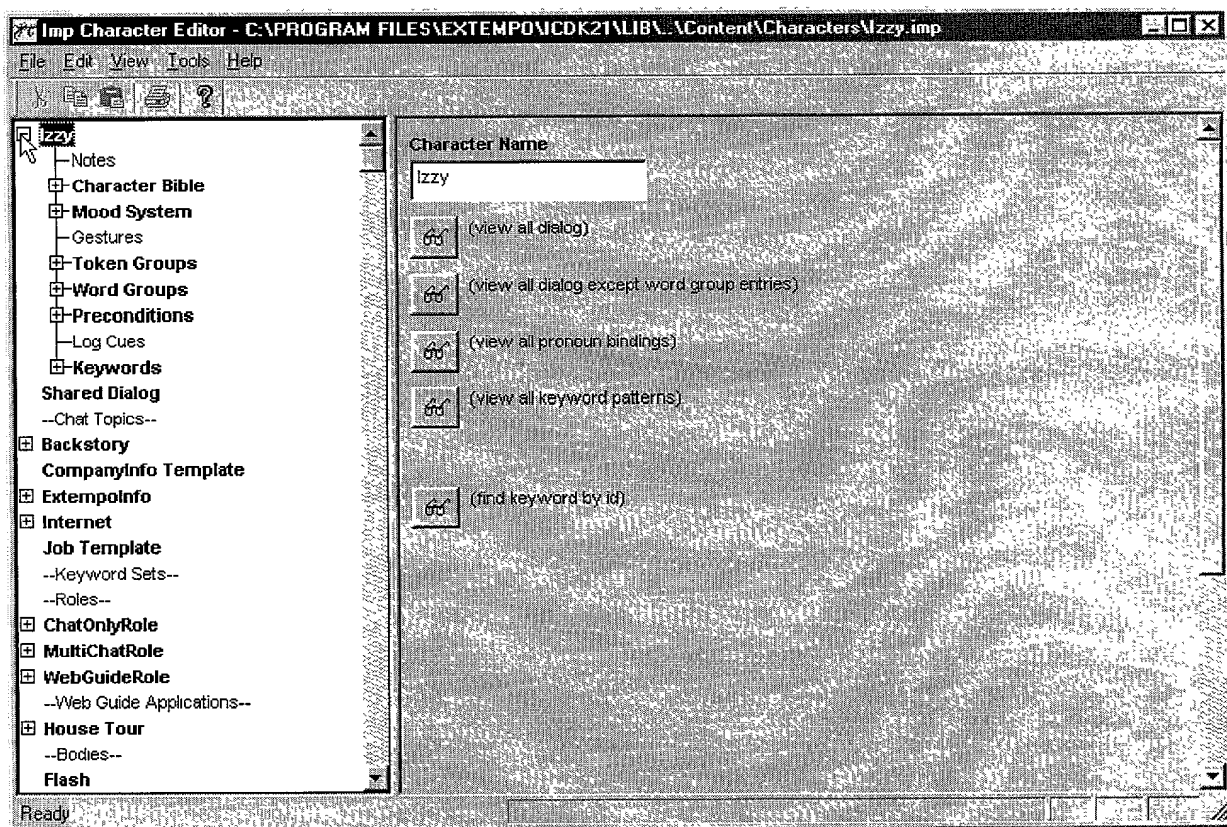 Imp Character Editor - C:\PROGRAM FILES\EXTEMPO\ICDK21\LIB\..\Content\Characters\Izzy.imp
File Edit View Tools Help
Izzy
Notes
Character Bible
Mood System
Gestures
Token Groups
Word Groups
Preconditions
Log Cues
Keywords
Shared Dialog
--Chat Topics--
Backstory
CompanyInfo Template
ExtempoInfo
Internet
Job Template
--Keyword Sets--
--Roles--
ChatOnlyRole
MultiChatRole
WebGuideRole
--Web Guide Applications--
House Tour
--Bodies--
Flash
Character Name
Izzy
(view all dialog)
(view all dialog except word group entries)
(view all pronoun bindings)
(view all keyword patterns)
(find keyword by id)
Ready